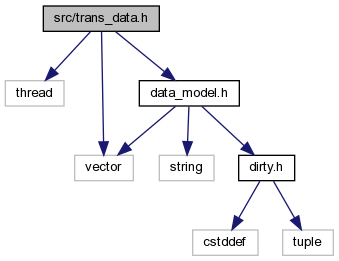 src/trans_data.h
thread
data_model.h
vector
string
dirty.h
cstddef
tuple